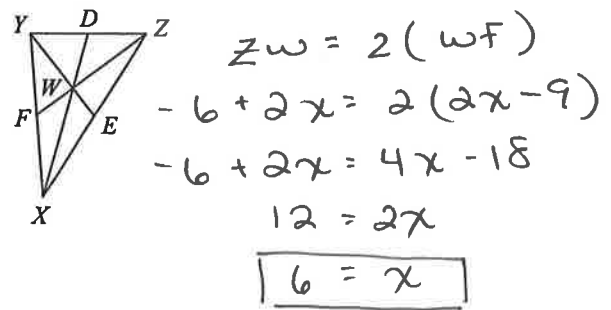 Y D Z
W
F E
X
ZW = 2(WF)
-6 + 2x = 2(2x-9)
-6 + 2x = 4x - 18
12 = 2x
6 = x